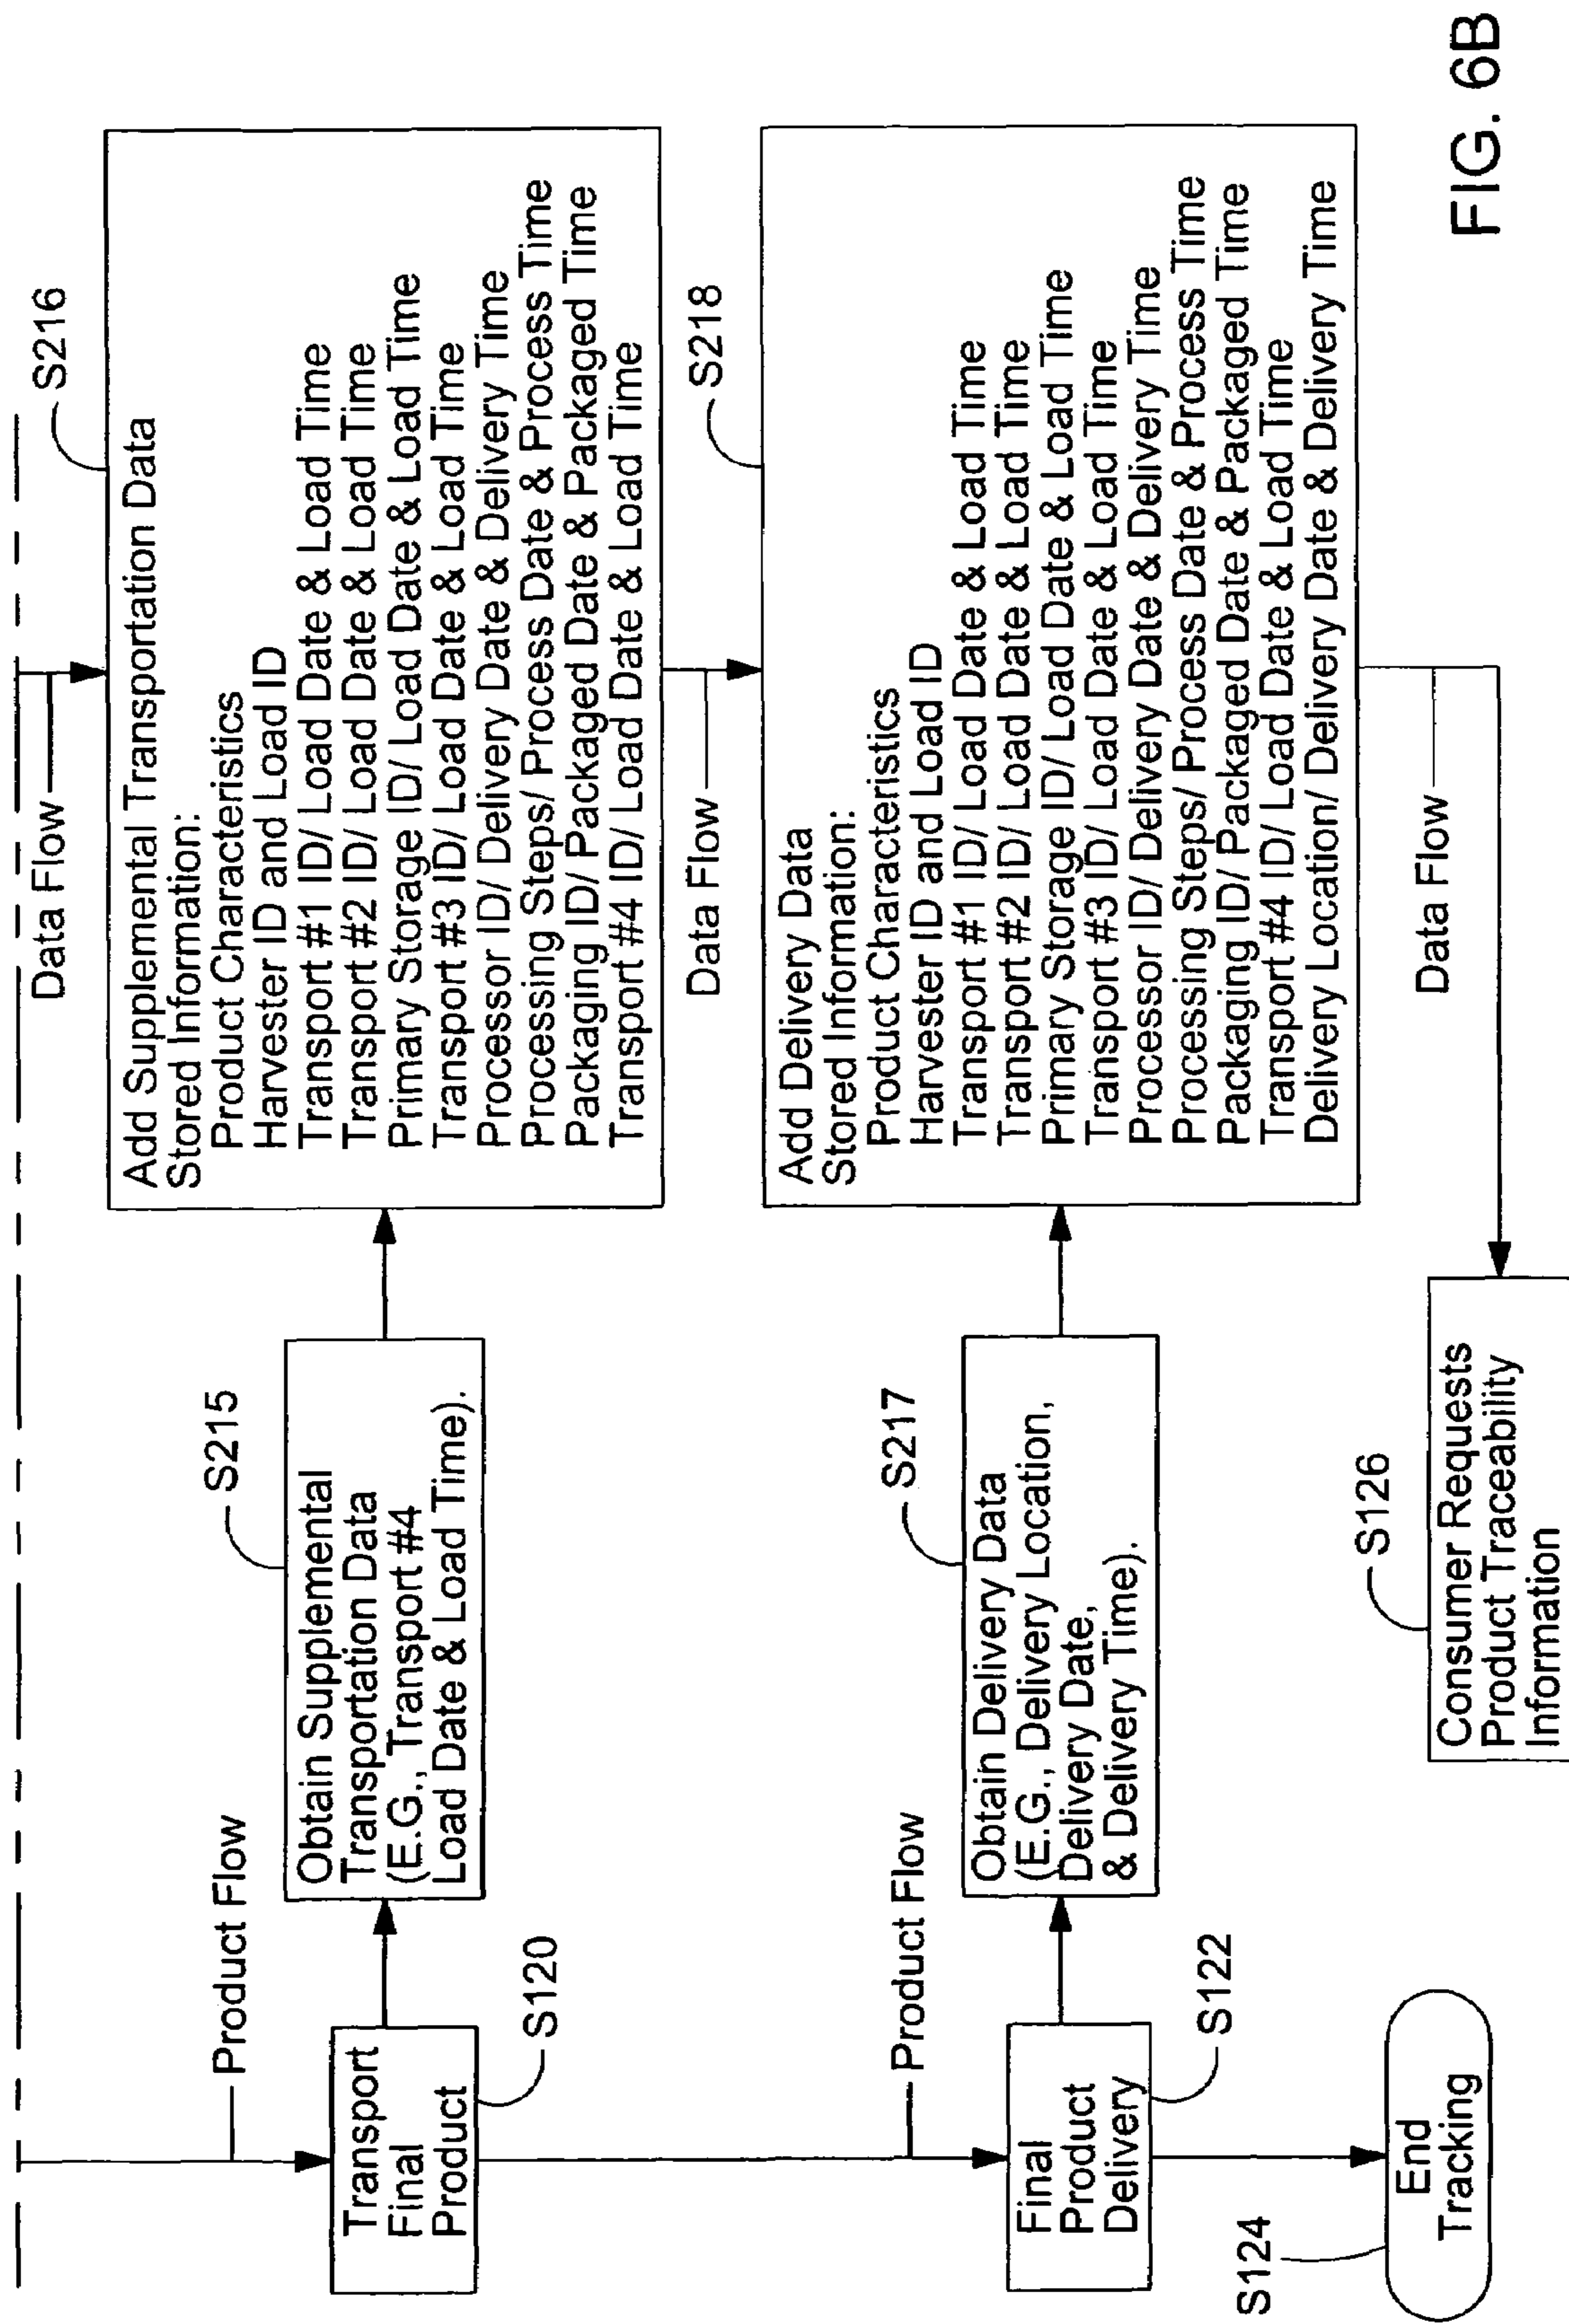 Data Flow
S216
Add Supplemental Transportation Data
Stored Information:
Product Characteristics
Harvester ID and Load ID
Transport #1 ID/ Load Date & Load Time
Transport #2 ID/ Load Date & Load Time
Primary Storage ID/ Load Date & Load Time
Transport #3 ID/ Load Date & Load Time
Processor ID/ Delivery Date & Delivery Time
Processing Steps/ Process Date & Process Time
Packaging ID/ Packaged Date & Packaged Time
Transport #4 ID/ Load Date & Load Time
Product Flow
S215
Obtain Supplemental
Transportation Data
(E.G., Transport #4
Load Date & Load Time).
Transport
Final
Product
S120
Data Flow
S218
Add Delivery Data
Stored Information:
Product Characteristics
Harvester ID and Load ID
Transport #1 ID/ Load Date & Load Time
Transport #2 ID/ Load Date & Load Time
Primary Storage ID/ Load Date & Load Time
Transport #3 ID/ Load Date & Load Time
Processor ID/ Delivery Date & Delivery Time
Processing Steps/ Process Date & Process Time
Packaging ID/ Packaged Date & Packaged Time
Transport #4 ID/ Load Date & Load Time
Delivery Location/ Delivery Date & Delivery Time
Product Flow
S217
Obtain Delivery Data
(E.G., Delivery Location,
Delivery Date,
& Delivery Time).
Final
Product
Delivery
S122
Data Flow
S124
End
Tracking
S126
Consumer Requests
Product Traceability
Information
FIG. 6B